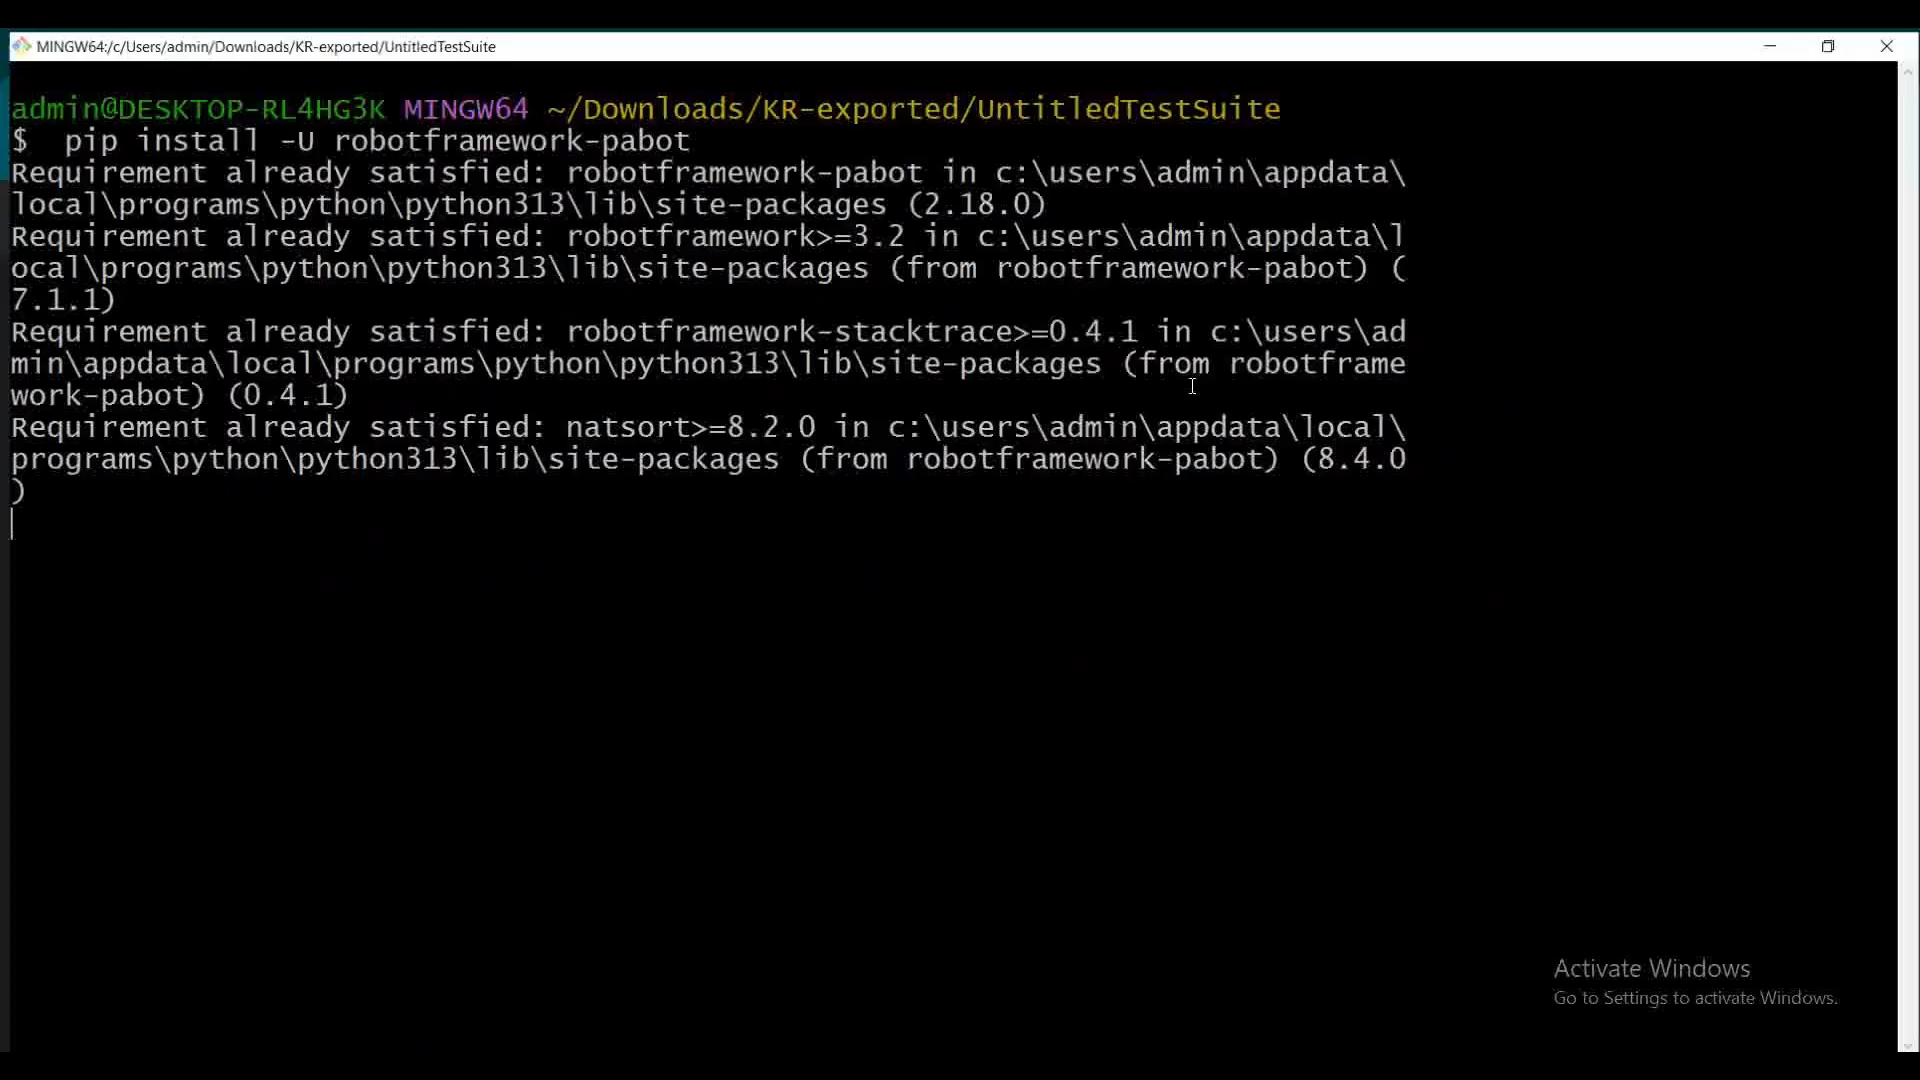 MINGW64:/c/Users/admin/Downloads/KR-exported/UntitledTestSuite
admin@DESKTOP-RL4HG3K MINGW64 ~/Downloads/KR-exported/UntitledTestSuite
$  pip install -U robotframework-pabot
Requirement already satisfied: robotframework-pabot in c:\users\admin\appdata\
local\programs\python\python313\lib\site-packages (2.18.0)
Requirement already satisfied: robotframework>=3.2 in c:\users\admin\appdata\l
ocal\programs\python\python313\lib\site-packages (from robotframework-pabot) (
7.1.1)
Requirement already satisfied: robotframework-stacktrace>=0.4.1 in c:\users\ad
min\appdata\local\programs\python\python313\lib\site-packages (from robotframe
work-pabot) (0.4.1)
Requirement already satisfied: natsort>=8.2.0 in c:\users\admin\appdata\local\
programs\python\python313\lib\site-packages (from robotframework-pabot) (8.4.0
)
Activate Windows
Go to Settings to activate Windows.